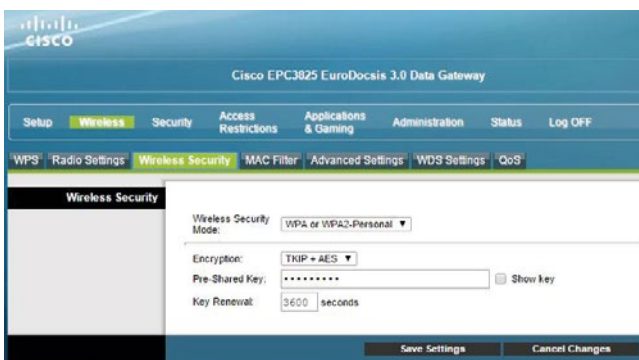 CISCO
Cisco EPC3825 EuroDocsis 3.0 Data Gateway
Setup Wireless Security Access Restrictions Applications & Gaming Administration Status Log OFF
WPS Radio Settings Wireless Security MAC Filter Advanced Settings WDS Settings QoS
Wireless Security
Wireless Security Mode: WPA or WPA2-Personal
Encryption: TKIP + AES
Pre-Shared Key: ••••••••• Show key
Key Renewal: 3600 seconds
Save Settings Cancel Changes